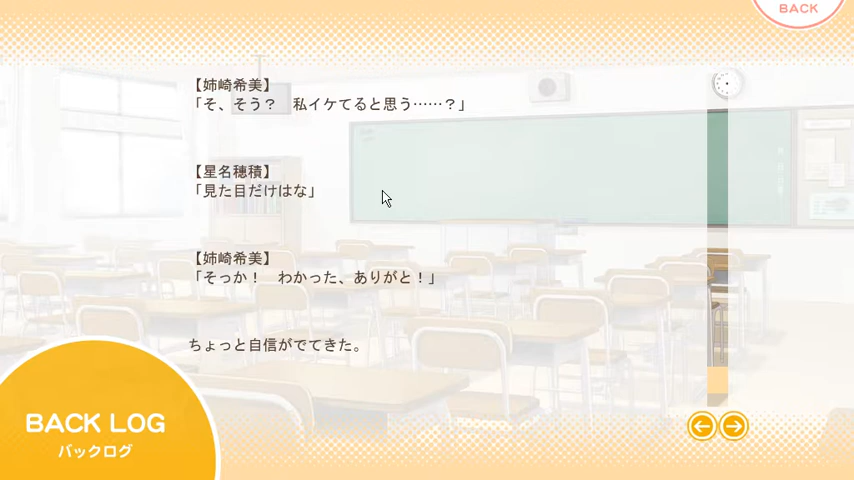 BACK
【姉崎希美】
「そ、そう？　私イケてると思う……？」
【星名穂積】
「見た目だけはな」
【姉崎希美】
「そっか！　わかった、ありがと！」
ちょっと自信がでてきた。
BACK LOG
バックログ